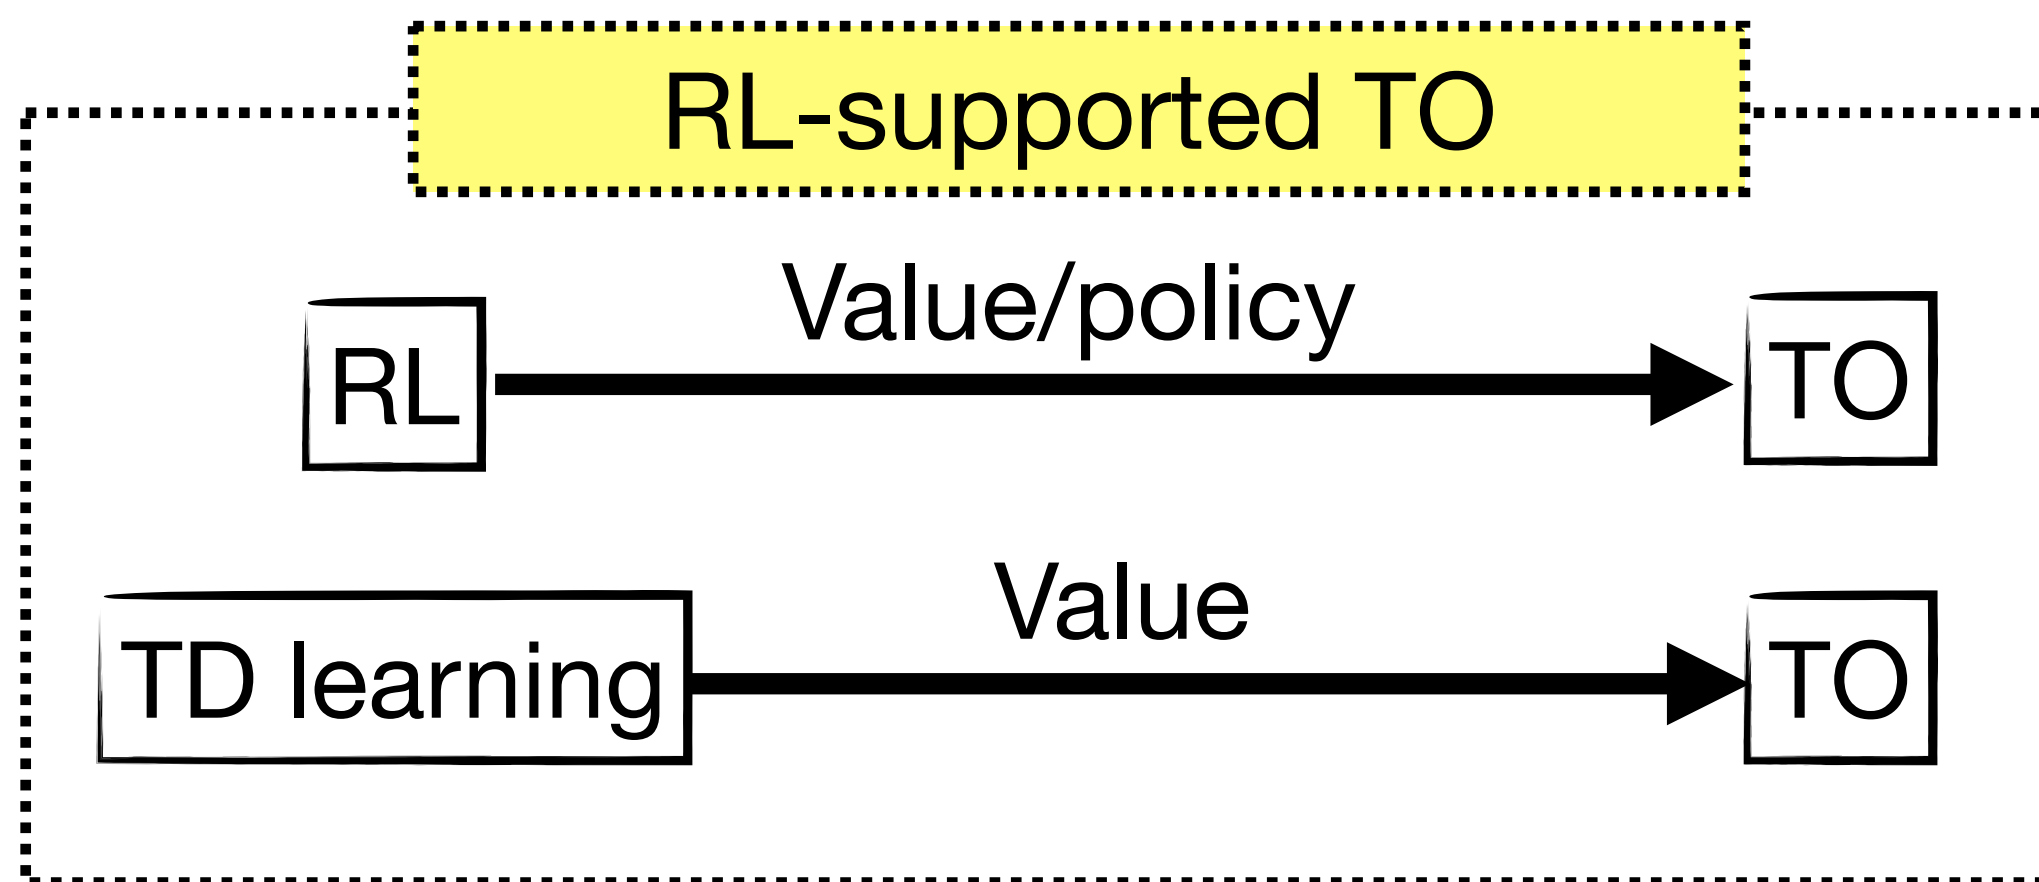 RL-supported TO
Value/policy
RL
TO
Value
TD learning
TO